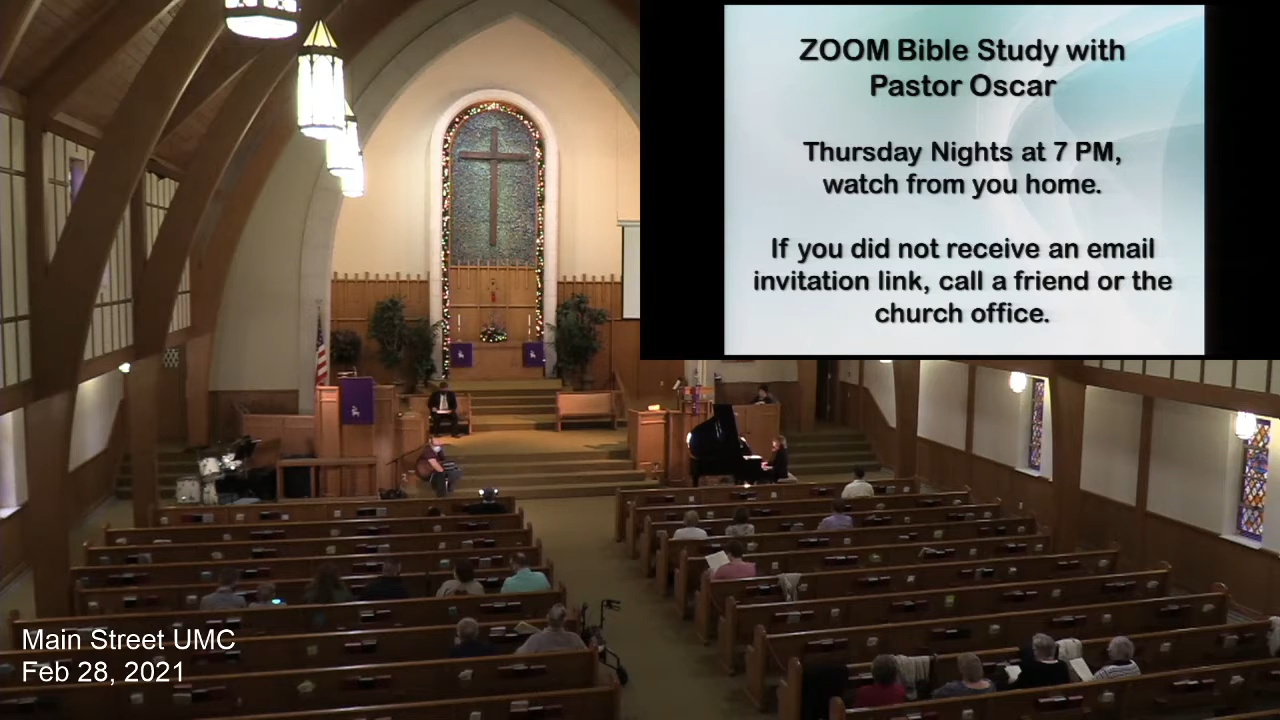 ZOOM Bible Study with
Pastor Oscar
Thursday Nights at 7 PM,
watch from you home.
If you did not receive an email
invitation link, call a friend or the
church office.
Main Street UMC
Feb 28, 2021